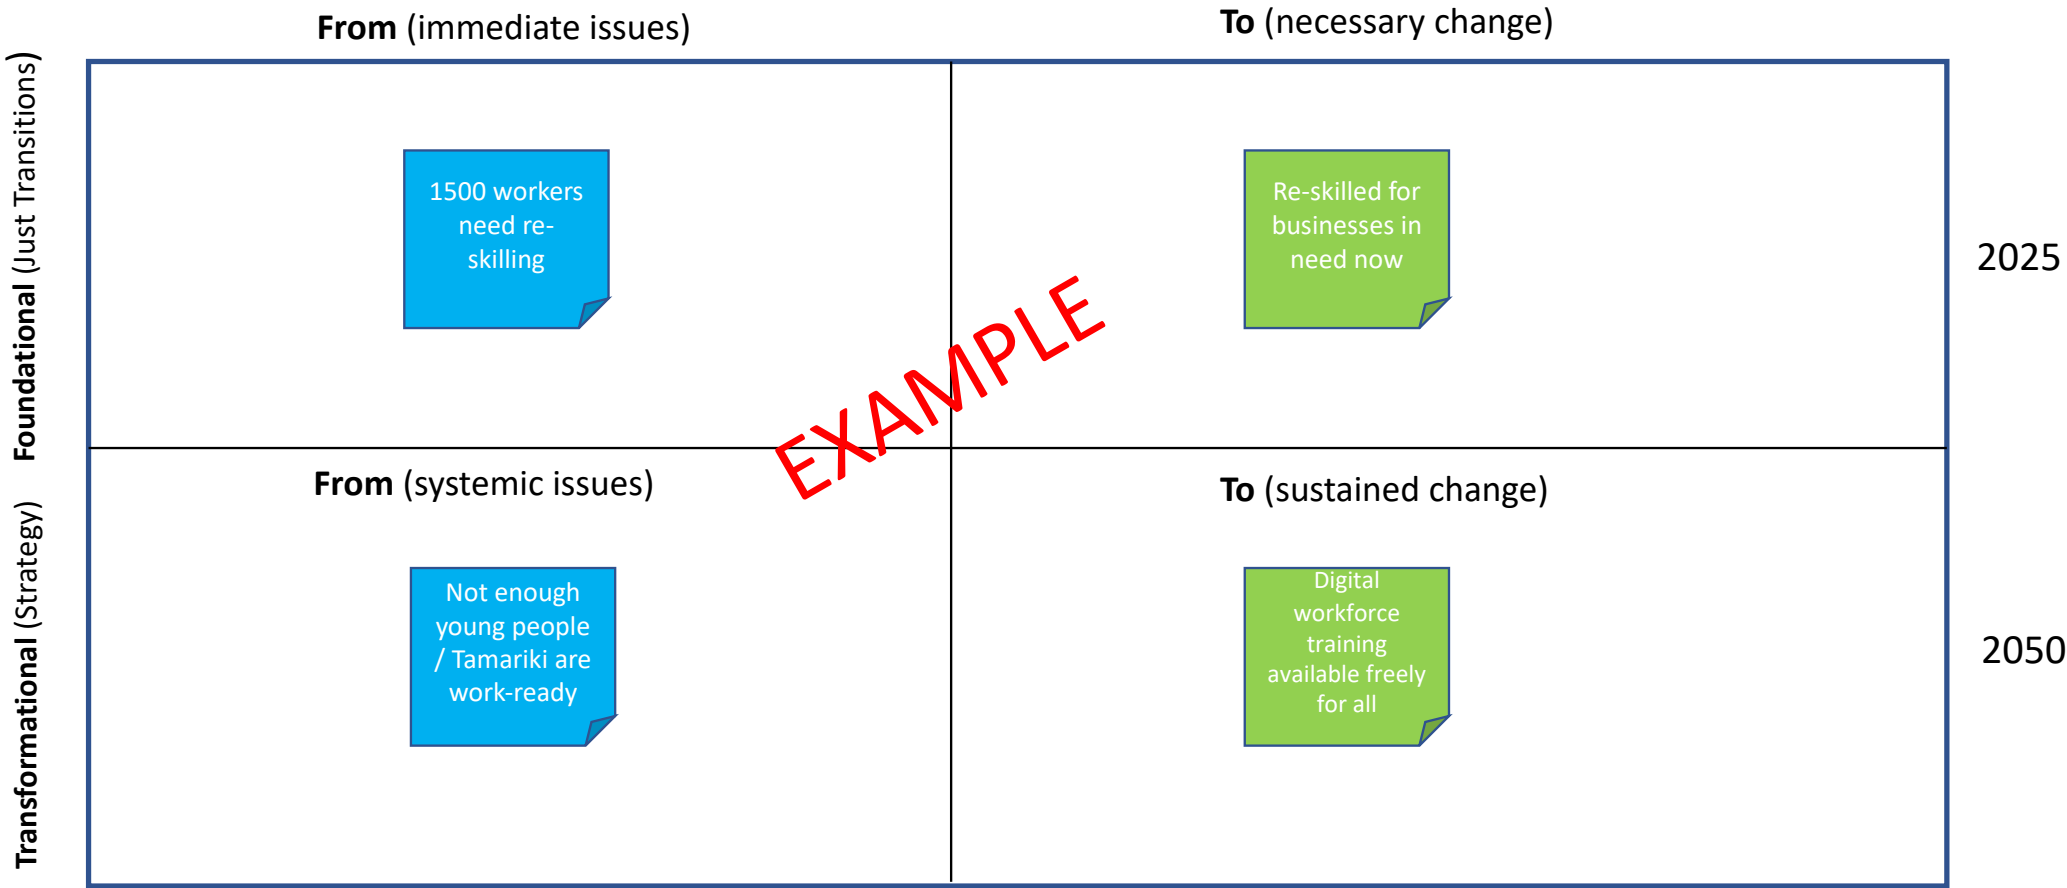 From (immediate issues)
To (necessary change)
Foundational (Just Transitions)
1500 workers
need re-
skilling
Re-skilled for
businesses in
need now
2025
EXAMPLE
From (systemic issues)
To (sustained change)
Transformational (Strategy)
Not enough
young people
/ Tamariki are
work-ready
Digital
workforce
training
available freely
for all
2050